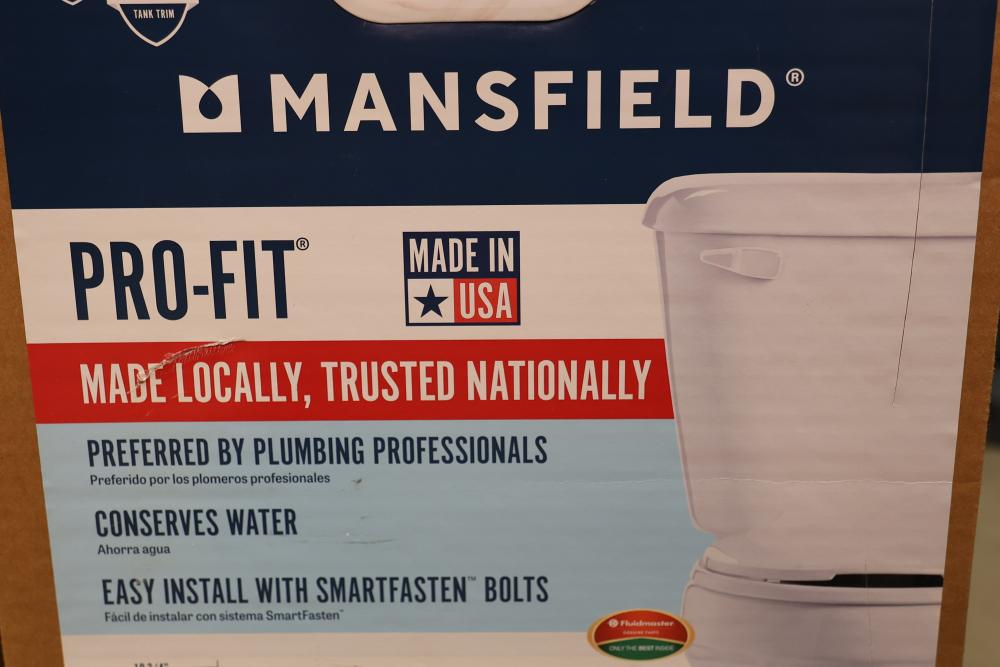 TANK TRIM
MANSFIELD®
PRO-FIT®
MADE IN
USA
MADE LOCALLY, TRUSTED NATIONALLY
PREFERRED BY PLUMBING PROFESSIONALS
Preferido por los plomeros profesionales
CONSERVES WATER
Ahorra agua
EASY INSTALL WITH SMARTFASTEN™ BOLTS
Fácil de instalar con sistema SmartFasten™
Fluidmaster
GENUINE PARTS
ONLY THE BEST INSIDE